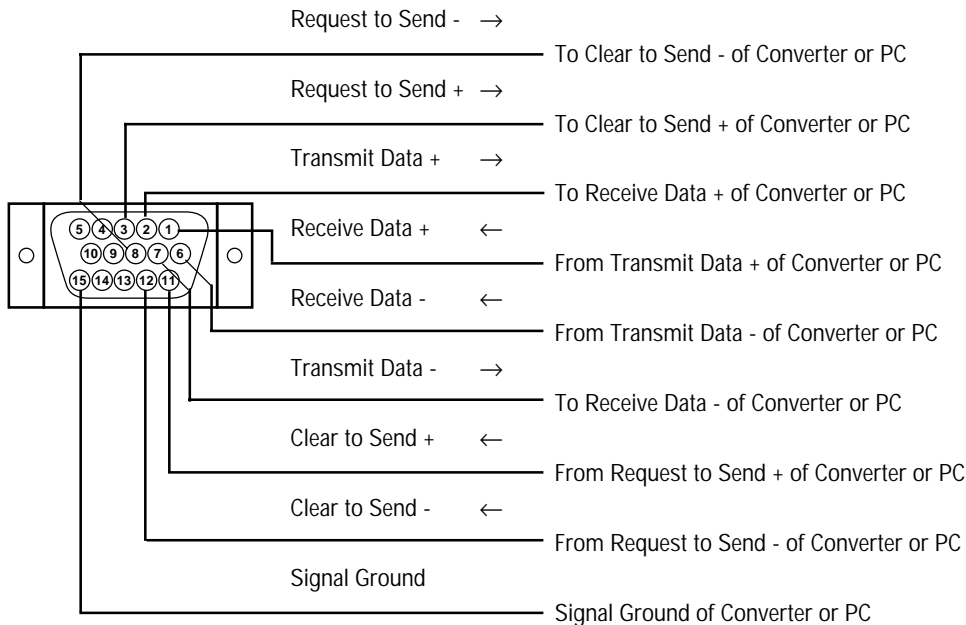 Request to Send - →
To Clear to Send - of Converter or PC
Request to Send + →
To Clear to Send + of Converter or PC
Transmit Data + →
To Receive Data + of Converter or PC
5 4 3 2 1
Receive Data + ←
10 9 8 7 6
From Transmit Data + of Converter or PC
15 14 13 12 11
Receive Data - ←
From Transmit Data - of Converter or PC
Transmit Data - →
To Receive Data - of Converter or PC
Clear to Send + ←
From Request to Send + of Converter or PC
Clear to Send - ←
From Request to Send - of Converter or PC
Signal Ground
Signal Ground of Converter or PC